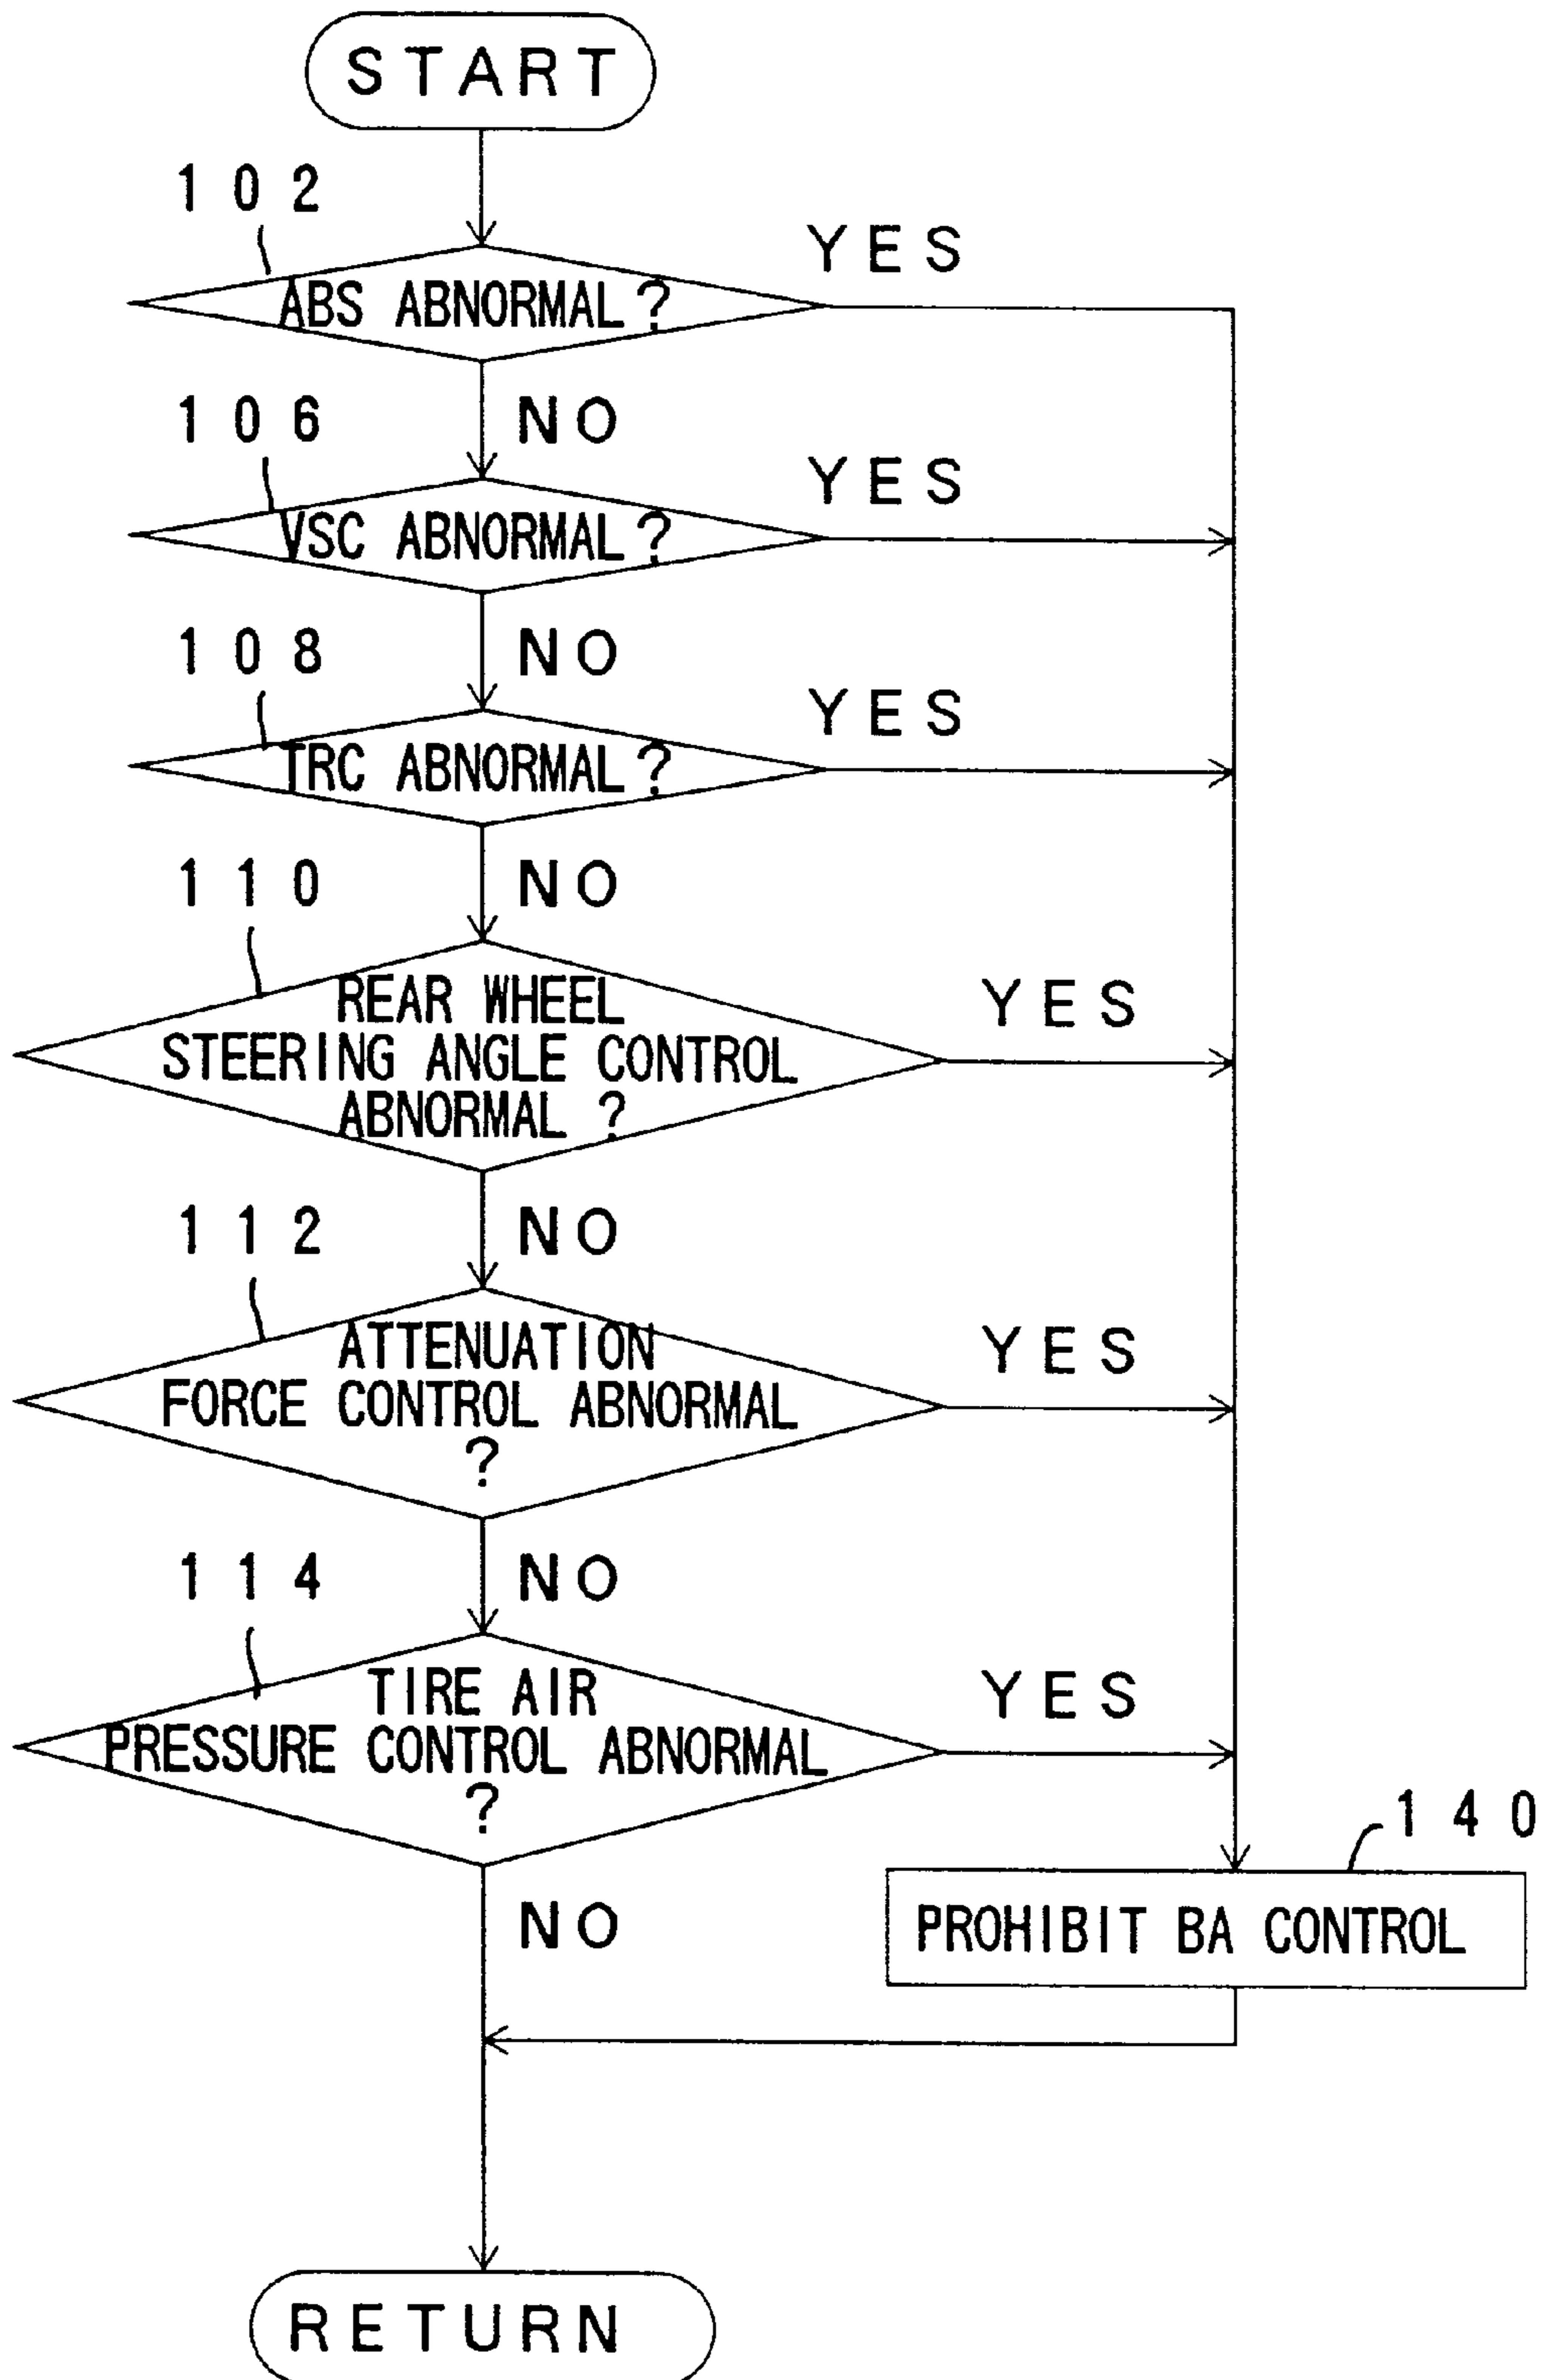 START
102
YES
ABS ABNORMAL?
106
NO
YES
VSC ABNORMAL?
108
NO
YES
TRC ABNORMAL?
110
NO
REAR WHEEL
YES
STEERING ANGLE CONTROL
ABNORMAL ?
112
NO
ATTENUATION
YES
FORCE CONTROL ABNORMAL
?
114
NO
TIRE AIR
YES
PRESSURE CONTROL ABNORMAL
?
140
NO
PROHIBIT BA CONTROL
RETURN